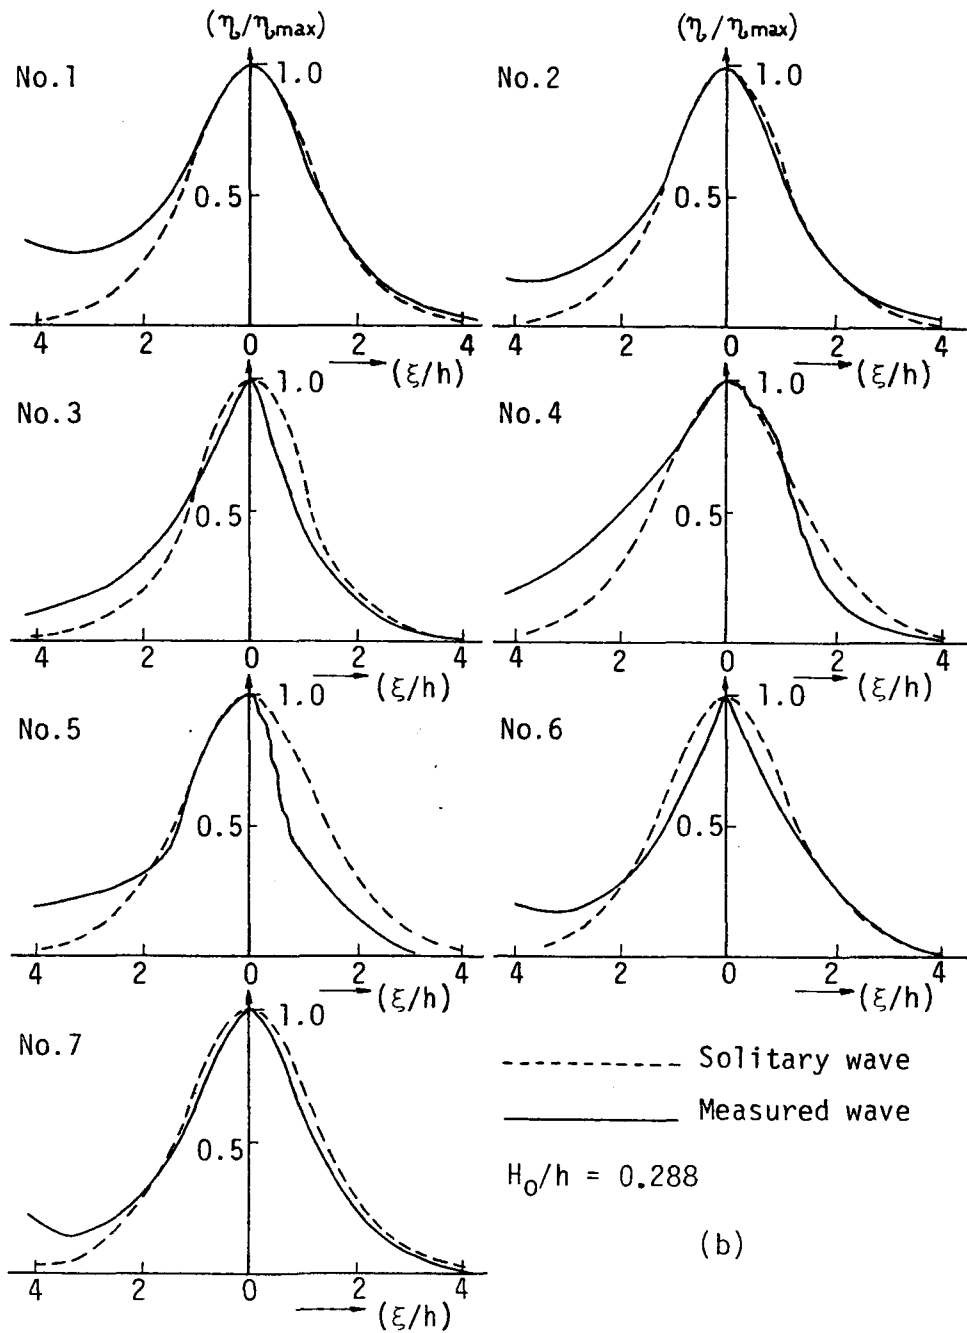 (η/ηmax) (η/ηmax)
No.1 1.0 No.2 1.0
0.5 0.5
4 2 0 2 4 4 2 0 2 4
(ξ/h) (ξ/h)
No.3 1.0 No.4 1.0
0.5 0.5
4 2 0 2 4 4 2 0 2 4
(ξ/h) (ξ/h)
No.5 1.0 No.6 1.0
0.5 0.5
4 2 0 2 4 4 2 0 2 4
(ξ/h) (ξ/h)
No.7 1.0
0.5
4 2 0 2 4
(ξ/h)
Solitary wave
Measured wave
H₀/h = 0.288
(b)